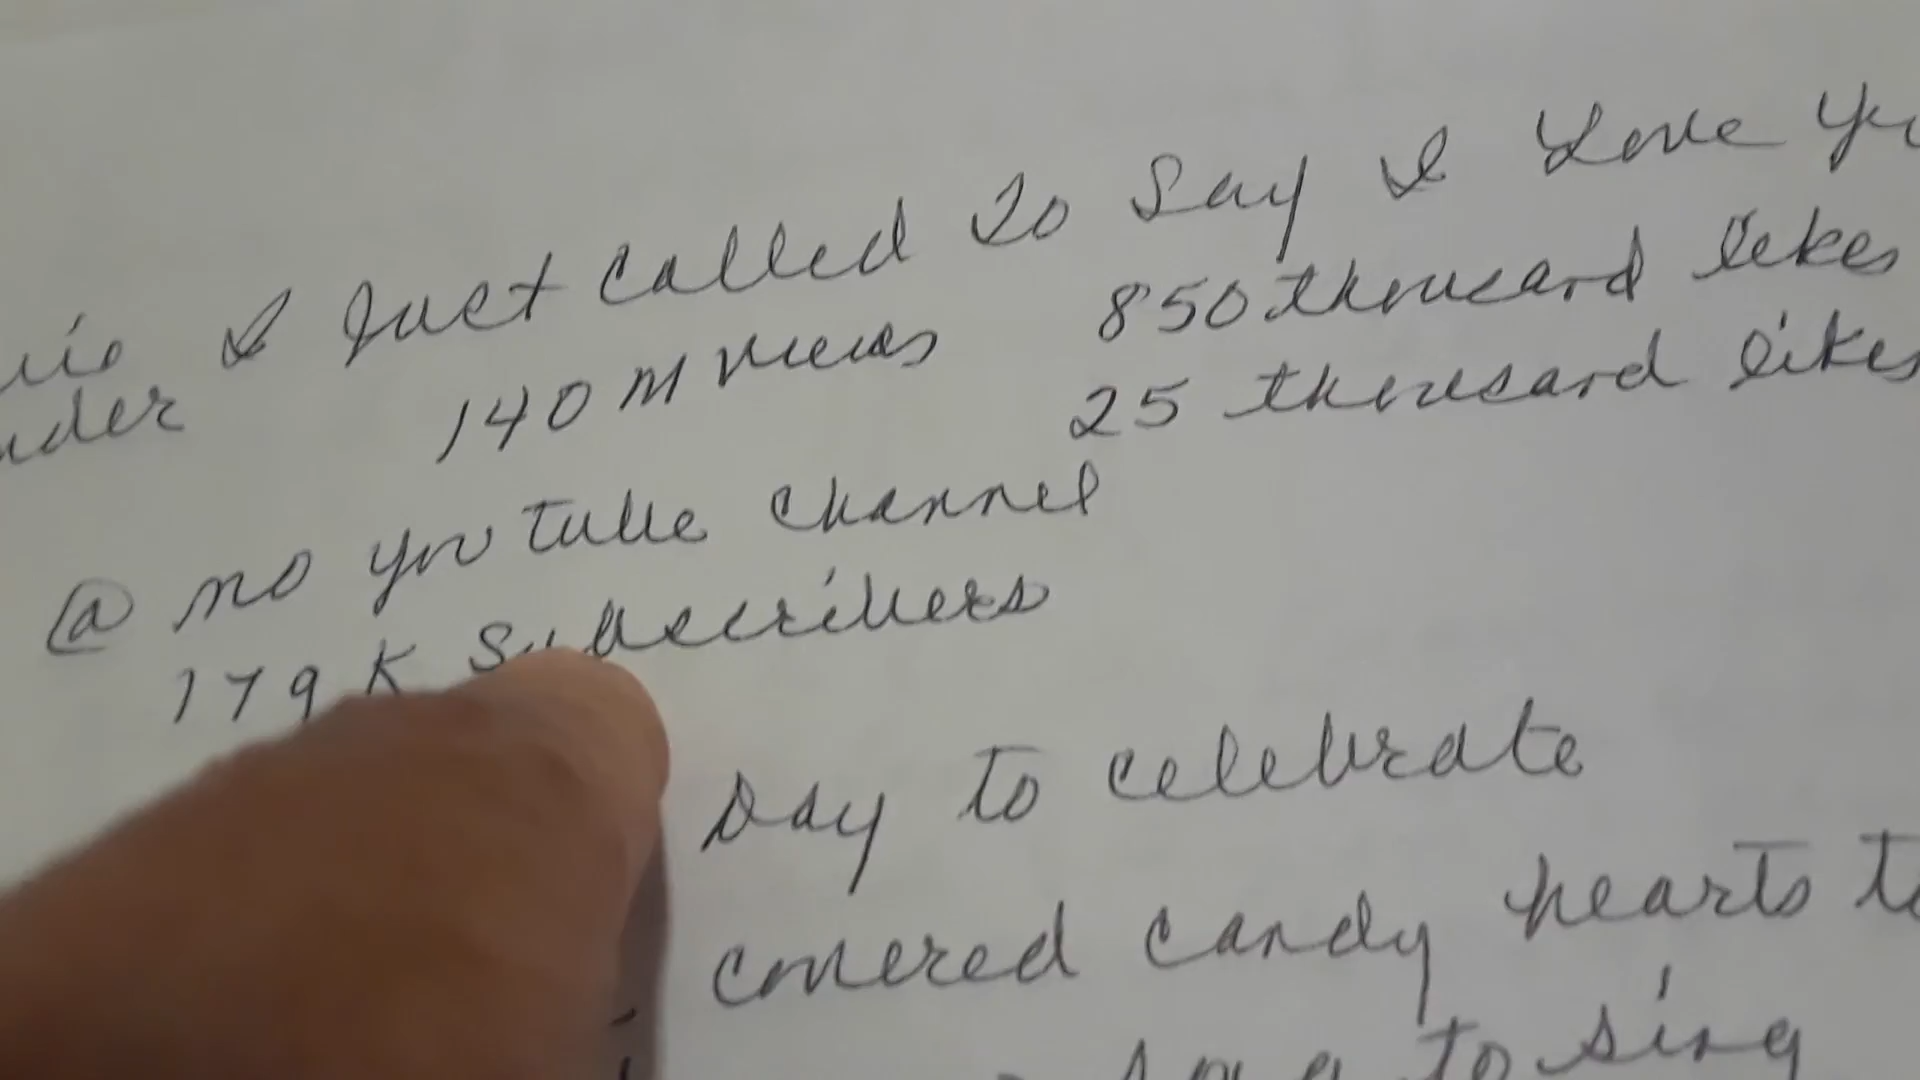 I Just Called To Say I Love
140 M views 850 thousand likes
25 thousand likes
@ no youtube channel
179 K Subscribers
Day to celebrate
covered candy hearts
to sing